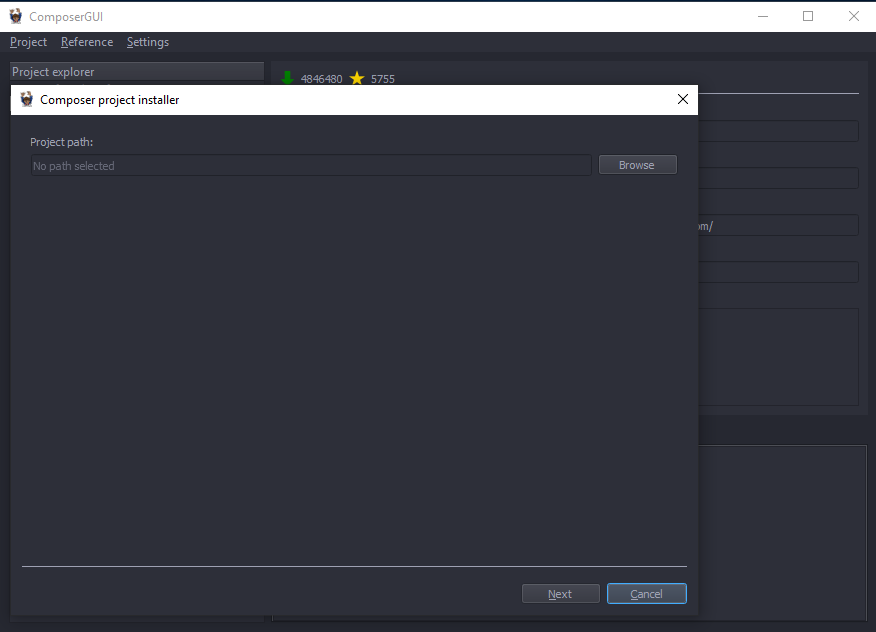 ComposerGUI
Project Reference Settings
Project explorer
4846480 5755
Composer project installer
Project path:
No path selected
Browse
om/
Next Cancel